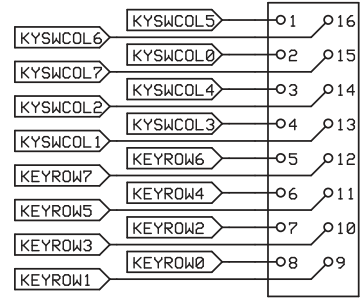 KYSWCOL5 1 16
KYSWCOL6
KYSWCOL0 2 15
KYSWCOL7
KYSWCOL4 3 14
KYSWCOL2
KYSWCOL3 4 13
KYSWCOL1
KEYROW6 5 12
KEYROW7
KEYROW4 6 11
KEYROW5
KEYROW2 7 10
KEYROW3
KEYROW0 8 9
KEYROW1